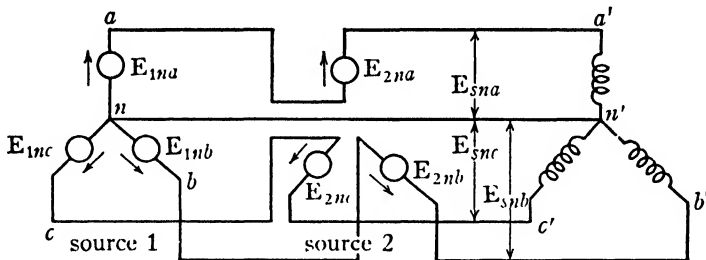 a
a'
E1na
E2na
Esna
n
n'
E1nc
E1nb
Esnc
E2nc
E2nb
b
Esnb
b'
c
c'
source 1
source 2